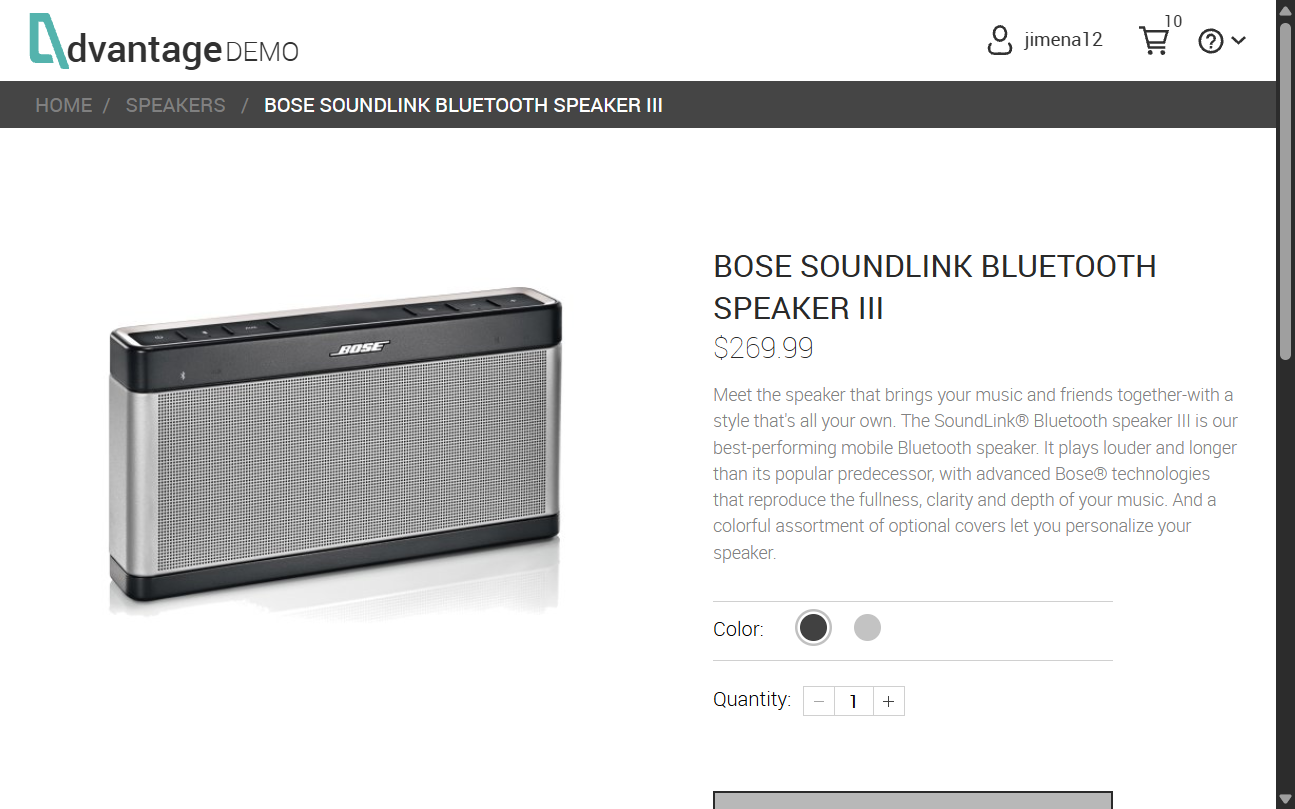 dvantage DEMO
jimena12
10
HOME / SPEAKERS / BOSE SOUNDLINK BLUETOOTH SPEAKER III
BOSE
BOSE SOUNDLINK BLUETOOTH
SPEAKER III
$269.99
Meet the speaker that brings your music and friends together-with a
style that's all your own. The SoundLink® Bluetooth speaker III is our
best-performing mobile Bluetooth speaker. It plays louder and longer
than its popular predecessor, with advanced Bose® technologies
that reproduce the fullness, clarity and depth of your music. And a
colorful assortment of optional covers let you personalize your
speaker.
Color:
Quantity: − 1 +